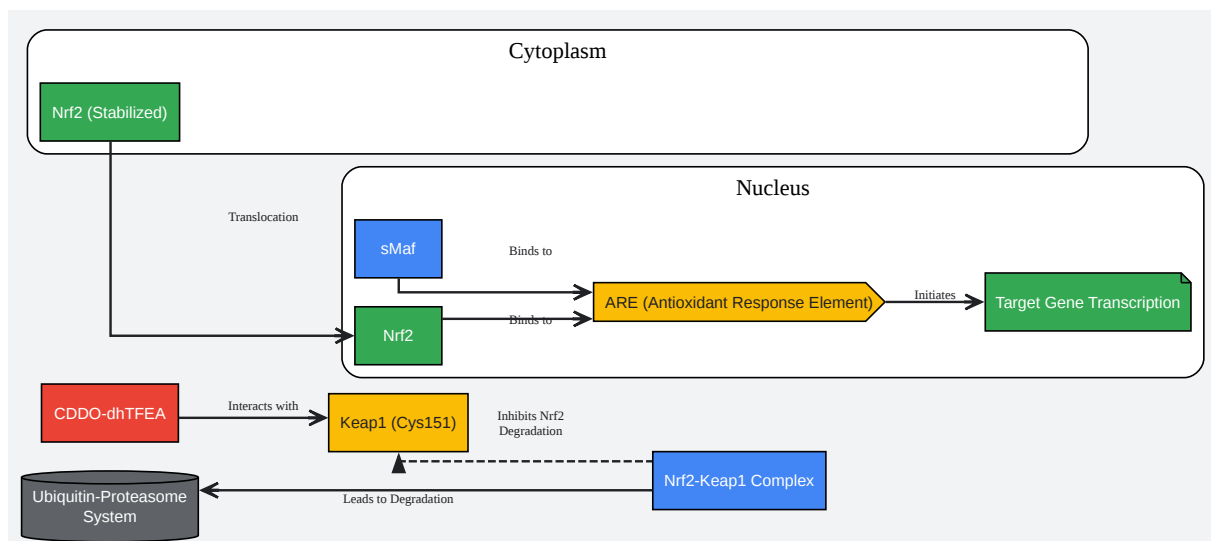 Cytoplasm
Nrf2 (Stabilized)
Nucleus
Translocation
sMaf
Binds to
ARE (Antioxidant Response Element)
Initiates
Target Gene Transcription
Binds to
Nrf2
CDDO-dhTFEA
Interacts with
Keap1 (Cys151)
Inhibits Nrf2
Degradation
Nrf2-Keap1 Complex
Leads to Degradation
Ubiquitin-Proteasome
System